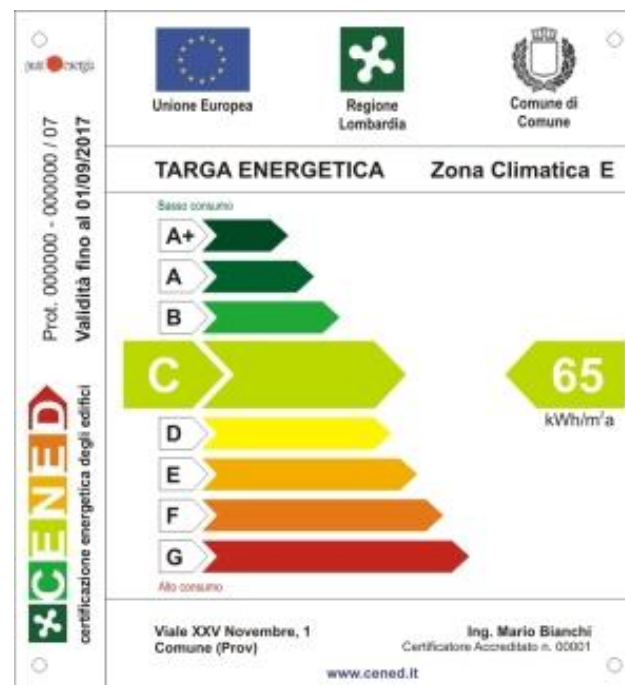 punti energia
Prot. 000000 - 000000 / 07
Validità fino al 01/09/2017
CENED
certificazione energetica degli edifici
Unione Europea
Regione
Lombardia
Comune di
Comune
TARGA ENERGETICA Zona Climatica E
Basso consumo
A+
A
B
C
65
kWh/m²a
D
E
F
G
Alto consumo
Viale XXV Novembre, 1
Comune (Prov)
Ing. Mario Bianchi
Certificatore Accreditato n. 00001
www.cened.it